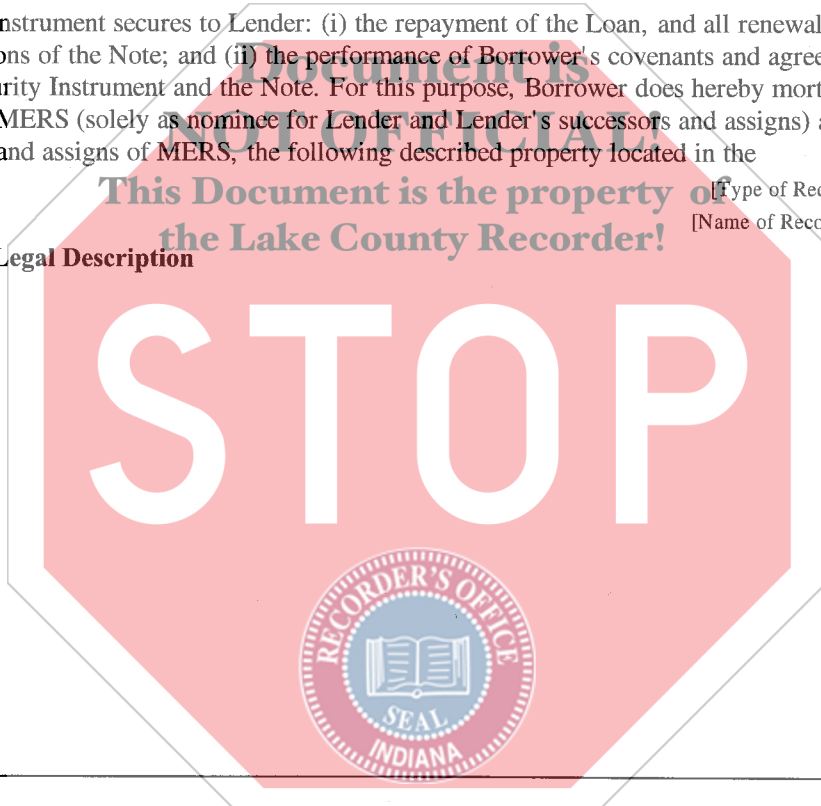 nstrument secures to Lender: (i) the repayment of the Loan, and all renewal
ons of the Note; and (ii) the performance of Borrower's covenants and agree
Document is
rity Instrument and the Note. For this purpose, Borrower does hereby mort
MERS (solely as nominee for Lender and Lender's successors and assigns) a
NOT OFFICIAL!
and assigns of MERS, the following described property located in the
This Document is the property of
[Type of Rec
[Name of Reco
the Lake County Recorder!
Legal Description
STOP
RECORDER'S OFFICE
SEAL
INDIANA